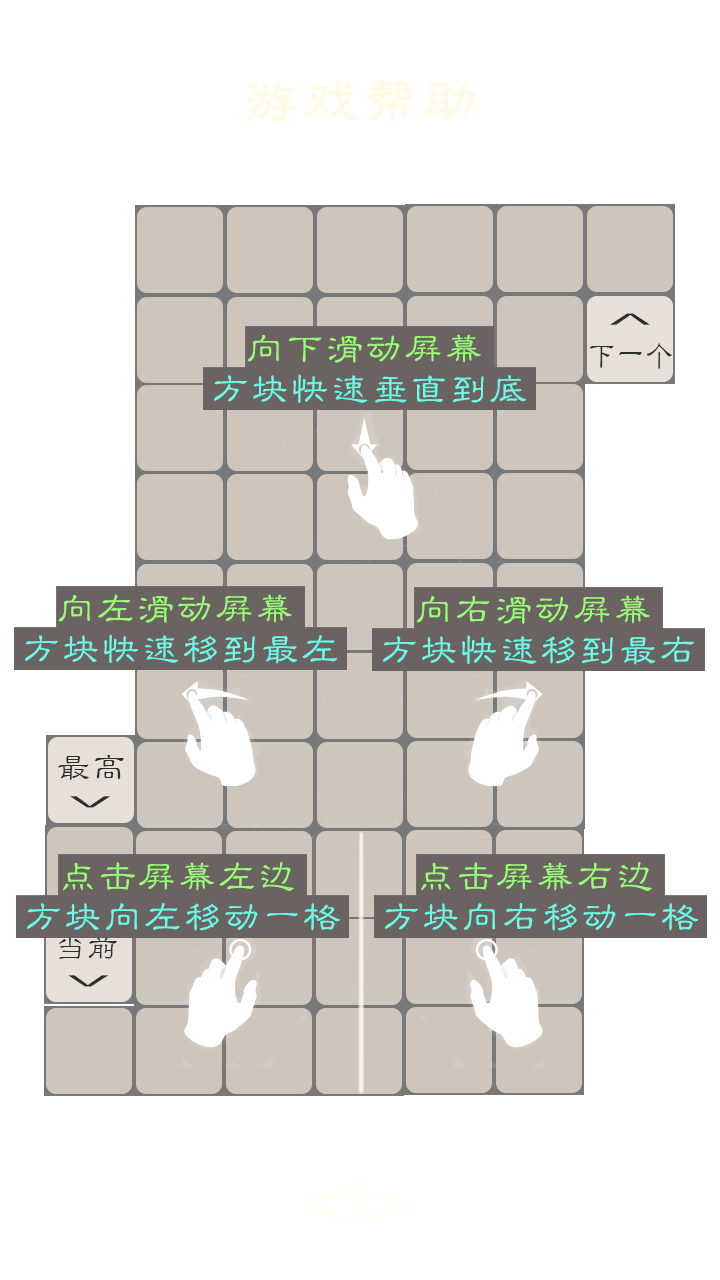 游戏帮助
下一个
向下滑动屏幕
方块快速垂直到底
向左滑动屏幕
方块快速移到最左
向右滑动屏幕
方块快速移到最右
最高
点击屏幕左边
方块向左移动一格
点击屏幕右边
方块向右移动一格
当前
<1>